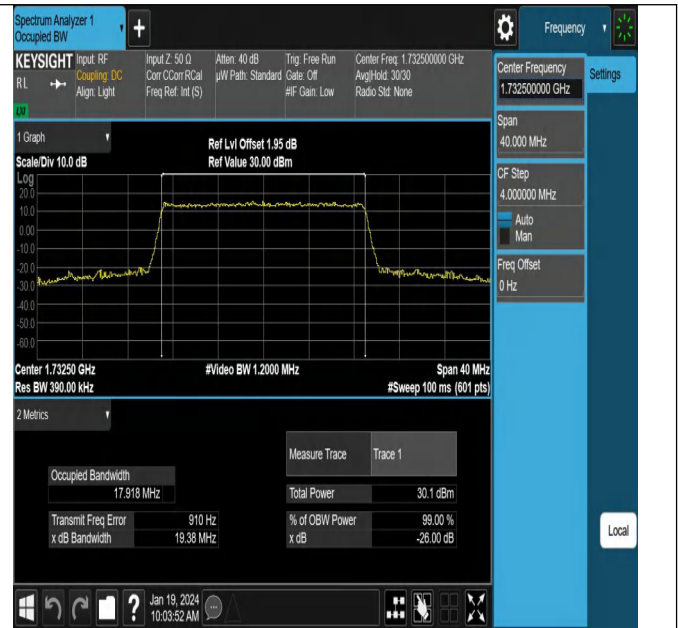 Spectrum Analyzer 1
Occupied BW
Frequency
KEYSIGHT
RL
Input: RF
Coupling: DC
Align: Light
Input Z: 50 Ω
Corr CCorr RCal
Freq Ref: Int (S)
Atten: 40 dB
µW Path: Standard
Trig: Free Run
Gate: Off
#IF Gain: Low
Center Freq: 1.732500000 GHz
Avg|Hold: 30/30
Radio Std: None
Center Frequency
1.732500000 GHz
Settings
Span
40.000 MHz
CF Step
4.000000 MHz
Auto
Man
Freq Offset
0 Hz
Local
1 Graph
Scale/Div 10.0 dB
Ref Lvl Offset 1.95 dB
Ref Value 30.00 dBm
Log
20.0
10.0
0.00
-10.0
-20.0
-30.0
-40.0
-50.0
-60.0
Center 1.73250 GHz
#Video BW 1.2000 MHz
Span 40 MHz
Res BW 390.00 kHz
#Sweep 100 ms (601 pts)
2 Metrics
Measure Trace Trace 1
Occupied Bandwidth
17.918 MHz
Total Power 30.1 dBm
Transmit Freq Error 910 Hz
% of OBW Power 99.00 %
x dB Bandwidth 19.38 MHz
x dB -26.00 dB
Jan 19, 2024
10:03:52 AM